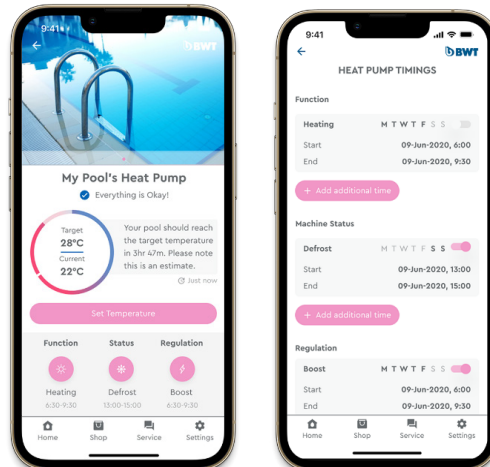 9:41
My Pool's Heat Pump
Everything is Okay!
Target
28°C
Current
22°C
Your pool should reach
the target temperature
in 3hr 47m. Please note
this is an estimate.
Just now
Set Temperature
Function Status Regulation
Heating Defrost Boost
6:30-9:30 13:00-15:00 6:30-9:30
Home Shop Service Settings
9:41
BWT
HEAT PUMP TIMINGS
Function
Heating M T W T F S S
Start 09-Jun-2020, 6:00
End 09-Jun-2020, 9:30
+ Add additional time
Machine Status
Defrost M T W T F S S
Start 09-Jun-2020, 13:00
End 09-Jun-2020, 15:00
+ Add additional time
Regulation
Boost M T W T F S S
Start 09-Jun-2020, 6:00
End 09-Jun-2020, 9:30
Home Shop Service Settings